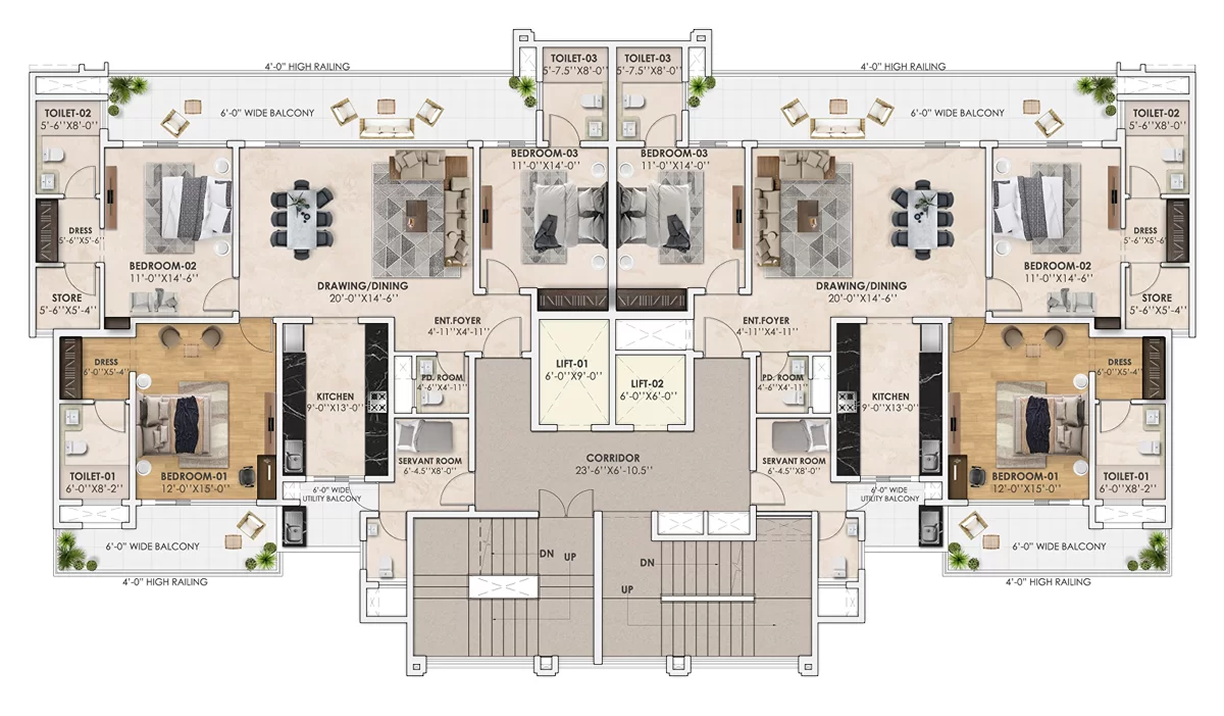 4'-0" HIGH RAILING
4'-0" HIGH RAILING
TOILET-03
5'-7.5''X8'-0''
TOILET-03
5'-7.5''X8'-0''
TOILET-02
5'-6''X8'-0''
6'-0" WIDE BALCONY
6'-0" WIDE BALCONY
TOILET-02
5'-6''X8'-0''
BEDROOM-03
11'-0''X14'-0''
BEDROOM-03
11'-0''X14'-0''
DRESS
5'-6''X5'-6''
DRESS
5'-6''X5'-6''
BEDROOM-02
11'-0''X14'-6''
DRAWING/DINING
20'-0''X14'-6''
DRAWING/DINING
20'-0''X14'-6''
BEDROOM-02
11'-0''X14'-6''
STORE
5'-6''X5'-4''
STORE
5'-6''X5'-4''
ENT.FOYER
4'-11''X4'-11''
ENT.FOYER
4'-11''X4'-11''
DRESS
6'-0''X5'-4''
LIFT-01
6'-0''X9'-0''
LIFT-02
6'-0''X6'-0''
DRESS
6'-0''X5'-4''
PD. ROOM
4'-6''X4'-11''
PD. ROOM
4'-6''X4'-11''
KITCHEN
9'-0''X13'-0''
KITCHEN
9'-0''X13'-0''
CORRIDOR
23'-6''X6'-10.5''
SERVANT ROOM
6'-4.5''X8'-0''
SERVANT ROOM
6'-4.5''X8'-0''
TOILET-01
6'-0''X8'-2''
BEDROOM-01
12'-0''X15'-0''
BEDROOM-01
12'-0''X15'-0''
TOILET-01
6'-0''X8'-2''
6'-0" WIDE
UTILITY BALCONY
6'-0" WIDE
UTILITY BALCONY
6'-0" WIDE BALCONY
6'-0" WIDE BALCONY
DN
UP
DN
UP
4'-0" HIGH RAILING
4'-0" HIGH RAILING